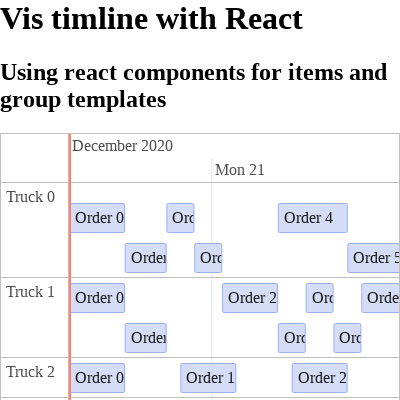 Vis timline with React
Using react components for items and
group templates
December 2020
Mon 21
Truck 0
Order 0
Order 4
Truck 1
Order 0
Order 2
Truck 2
Order 0
Order 1
Order 2